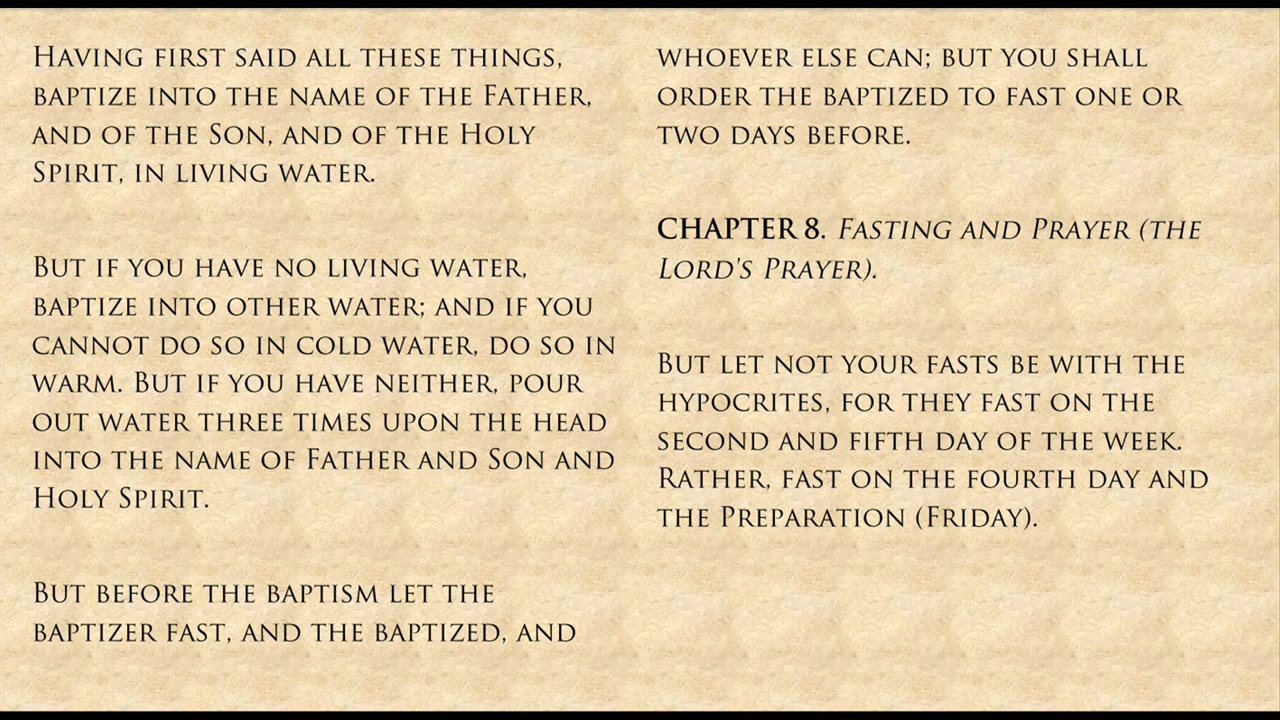 Having first said all these things,
baptize into the name of the Father,
and of the Son, and of the Holy
Spirit, in living water.
But if you have no living water,
baptize into other water; and if you
cannot do so in cold water, do so in
warm. But if you have neither, pour
out water three times upon the head
into the name of Father and Son and
Holy Spirit.
But before the baptism let the
baptizer fast, and the baptized, and
whoever else can; but you shall
order the baptized to fast one or
two days before.
CHAPTER 8. Fasting and Prayer (the
Lord's Prayer).
But let not your fasts be with the
hypocrites, for they fast on the
second and fifth day of the week.
Rather, fast on the fourth day and
the Preparation (Friday).